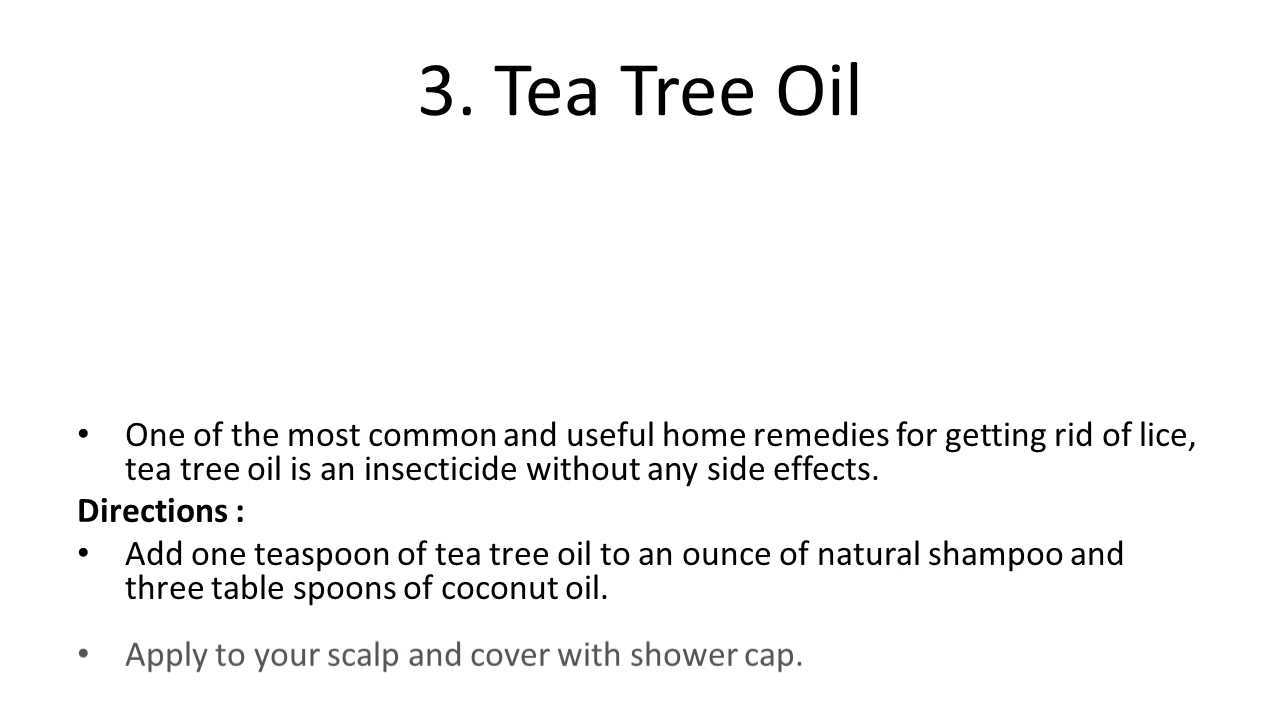 3. Tea Tree Oil
• One of the most common and useful home remedies for getting rid of lice,
tea tree oil is an insecticide without any side effects.
Directions :
• Add one teaspoon of tea tree oil to an ounce of natural shampoo and
three table spoons of coconut oil.
• Apply to your scalp and cover with shower cap.